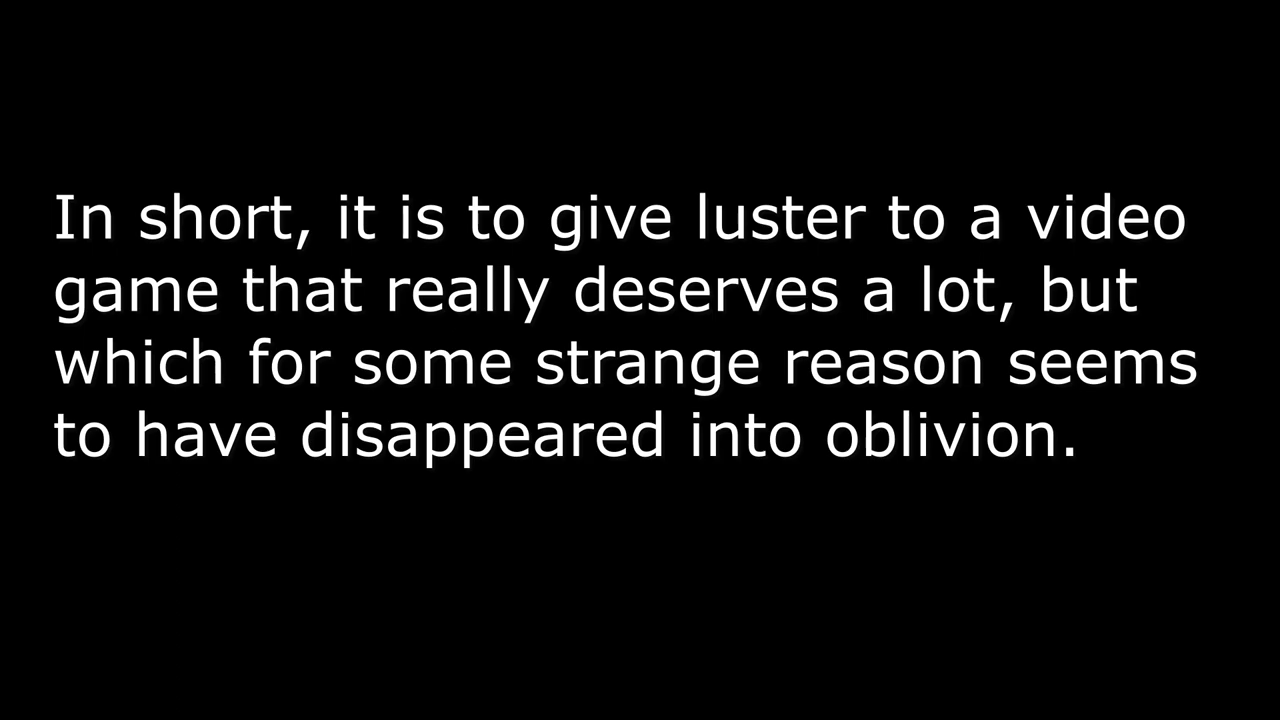 In short, it is to give luster to a video
game that really deserves a lot, but
which for some strange reason seems
to have disappeared into oblivion.